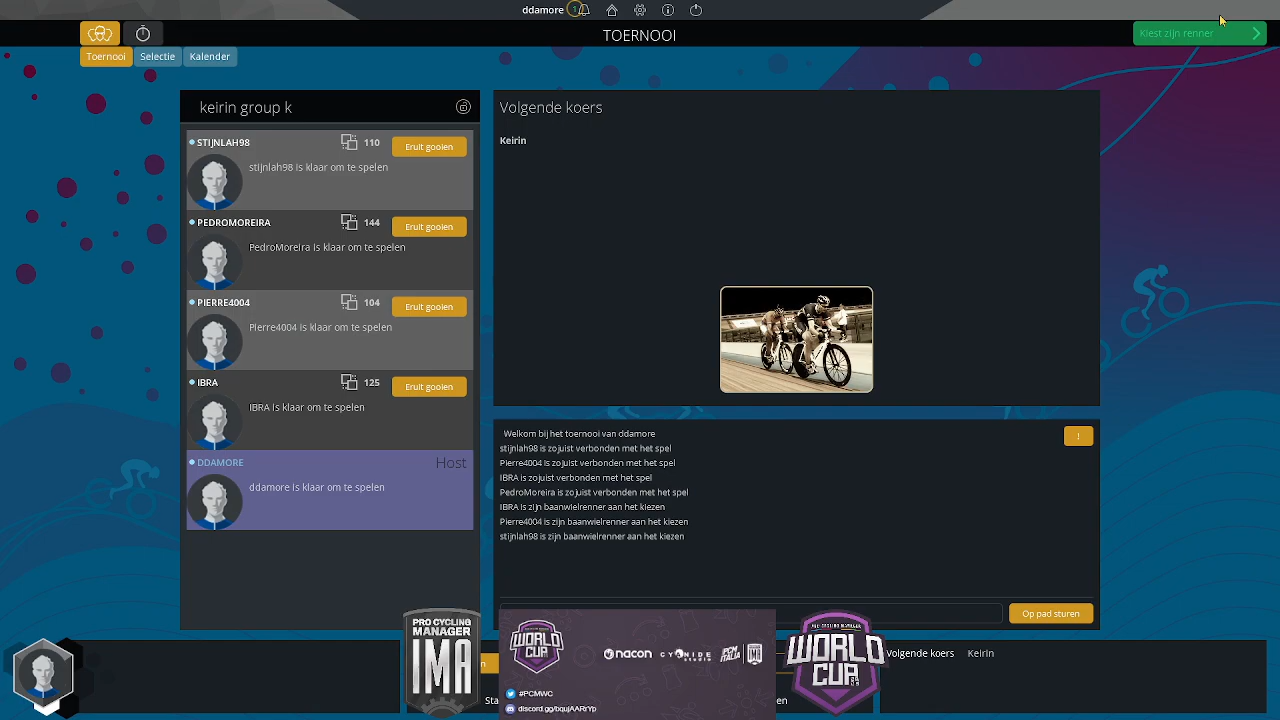 ddamore
1
TOERNOOI
Kiest zijn renner
Toernooi
Selectie
Kalender
keirin group k
STIJNLAH98
110
Eruit gooien
stijnlah98 is klaar om te spelen
PEDROMOREIRA
144
Eruit gooien
PedroMoreira is klaar om te spelen
PIERRE4004
104
Eruit gooien
Pierre4004 is klaar om te spelen
IBRA
125
Eruit gooien
IBRA is klaar om te spelen
DDAMORE
Host
ddamore is klaar om te spelen
Volgende koers
Keirin
Welkom bij het toernooi van ddamore
stijnlah98 is zojuist verbonden met het spel
Pierre4004 is zojuist verbonden met het spel
IBRA is zojuist verbonden met het spel
PedroMoreira is zojuist verbonden met het spel
IBRA is zijn baanwielrenner aan het kiezen
Pierre4004 is zijn baanwielrenner aan het kiezen
stijnlah98 is zijn baanwielrenner aan het kiezen
!
Op pad sturen
PRO CYCLING
MANAGER
IMA
WORLD
CUP
nacon
CYANIDE
STUDIO
PCM
ITALIA
IMA
#PCMWC
PRO CYCLING MANAGER
WORLD
CUP
Volgende koers
Keirin